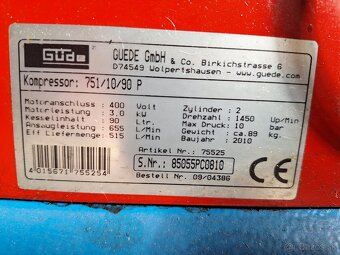 Güde
GUEDE GmbH & Co. Birkichstrasse 6
D74549 Wolpertshausen - www.guede.com
Kompressor: 751/10/90 P
Motoranschluss : 400 Volt Zylinder : 2
Motorleistung : 3.0 kW Drehzahl : 1450 Up/Min
Kesselinhalt : 90 Ltr. Max Druck : 10 bar
Ansaugleistung : 655 L/Min Gewicht : ca.89 kg.
Eff Liefermenge : 515 L/Min Baujahr : 2010
Artikel Nr.: 75525
S.Nr.: 85055PC0810
Bestell Nr.: 09/04386
4 015671 755254
CE